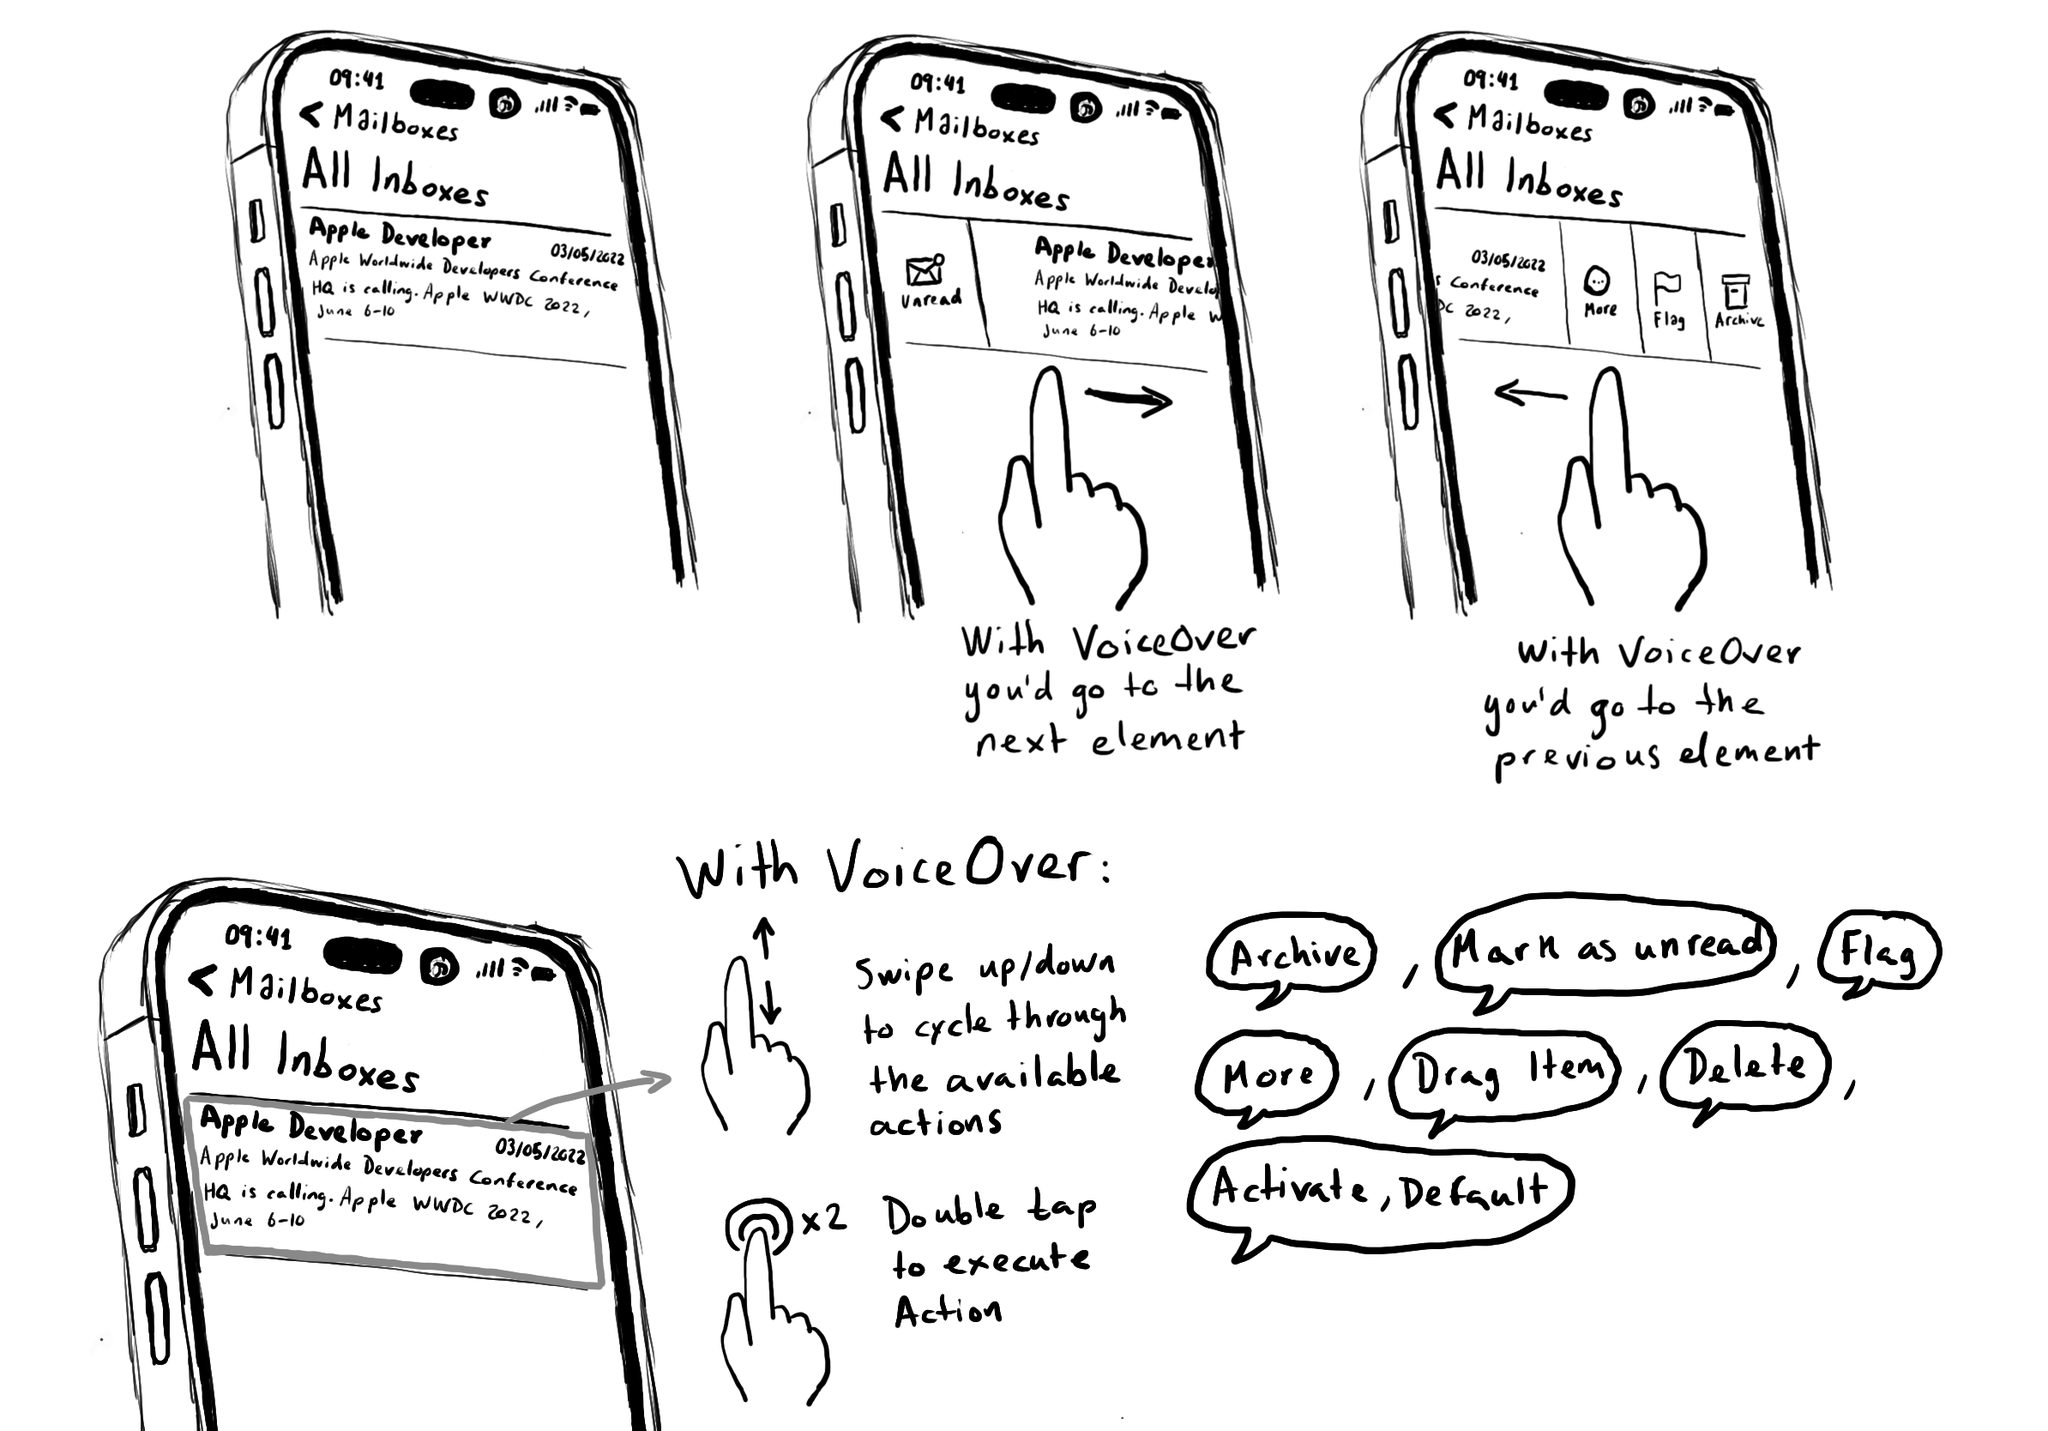 09:41
< Mailboxes
All Inboxes
Apple Developer
03/05/2022
Apple Worldwide Developers Conference
HQ is calling. Apple WWDC 2022,
June 6-10
09:41
< Mailboxes
All Inboxes
Unread
Apple Developer
Apple Worldwide Develo
HQ is calling. Apple W
June 6-10
With VoiceOver
you'd go to the
next element
09:41
< Mailboxes
All Inboxes
03/05/2022
s Conference
DC 2022,
More
Flag
Archive
With VoiceOver
you'd go to the
previous element
09:41
< Mailboxes
All Inboxes
Apple Developer
03/05/2022
Apple Worldwide Developers Conference
HQ is calling. Apple WWDC 2022,
June 6-10
With VoiceOver:
Swipe up/down
to cycle through
the available
actions
x2
Double tap
to execute
Action
Archive, Mark as unread, Flag
More, Drag Item, Delete,
Activate, Default